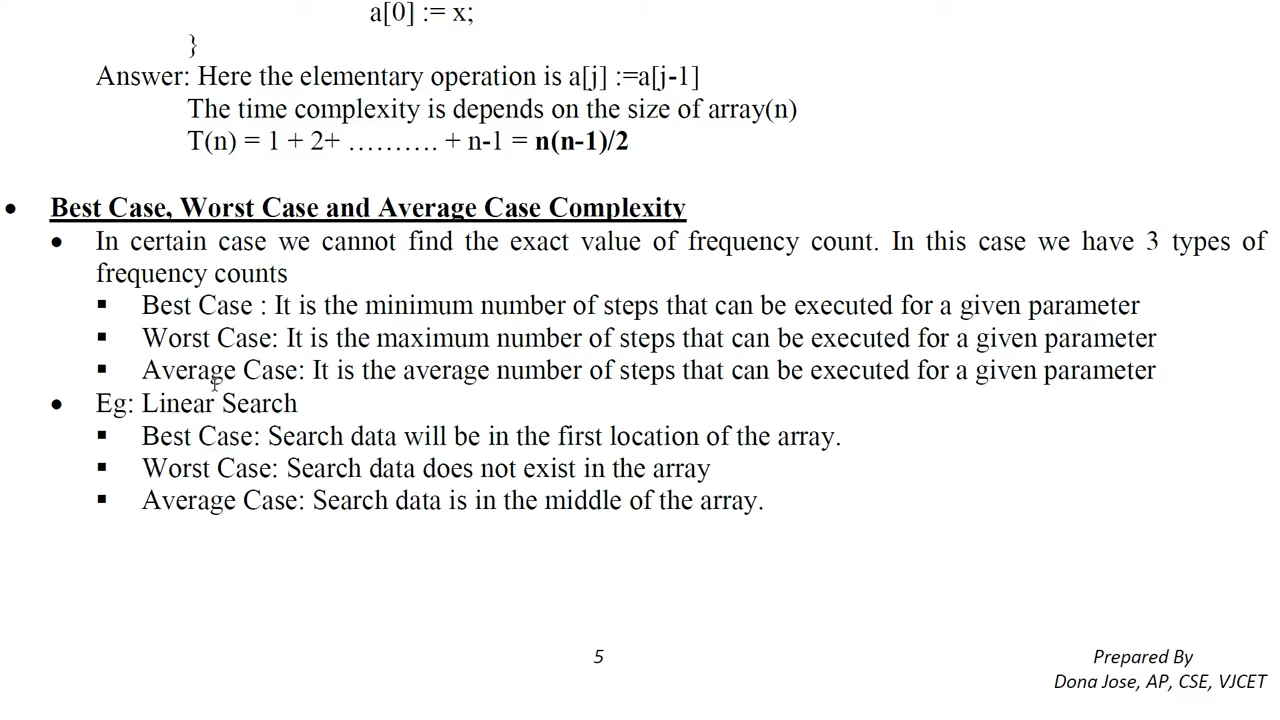 a[0] := x;
}
Answer: Here the elementary operation is a[j] :=a[j-1]
The time complexity is depends on the size of array(n)
T(n) = 1 + 2+ ………. + n-1 = n(n-1)/2
• Best Case, Worst Case and Average Case Complexity
• In certain case we cannot find the exact value of frequency count. In this case we have 3 types of
frequency counts
▪ Best Case : It is the minimum number of steps that can be executed for a given parameter
▪ Worst Case: It is the maximum number of steps that can be executed for a given parameter
▪ Average Case: It is the average number of steps that can be executed for a given parameter
• Eg: Linear Search
▪ Best Case: Search data will be in the first location of the array.
▪ Worst Case: Search data does not exist in the array
▪ Average Case: Search data is in the middle of the array.
5
Prepared By
Dona Jose, AP, CSE, VJCET